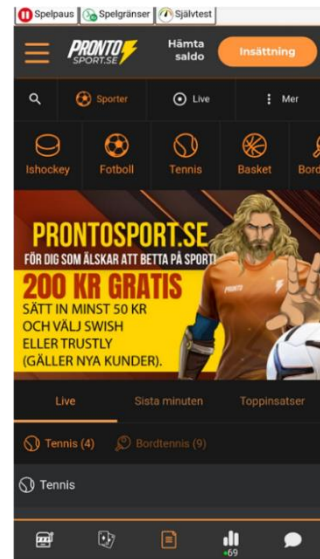 Spelpaus Spelgränser Självtest
PRONTO
SPORT.SE
Hämta
saldo
Insättning
Sporter
Live
Mer
Ishockey
Fotboll
Tennis
Basket
Bord
PRONTOSPORT.SE
FÖR DIG SOM ÄLSKAR ATT BETTA PÅ SPORT!
200 KR GRATIS
SÄTT IN MINST 50 KR
OCH VÄLJ SWISH
ELLER TRUSTLY
(GÄLLER NYA KUNDER).
PRONTO
Live
Sista minuten
Toppinsatser
Tennis (4)
Bordtennis (9)
Tennis
+69